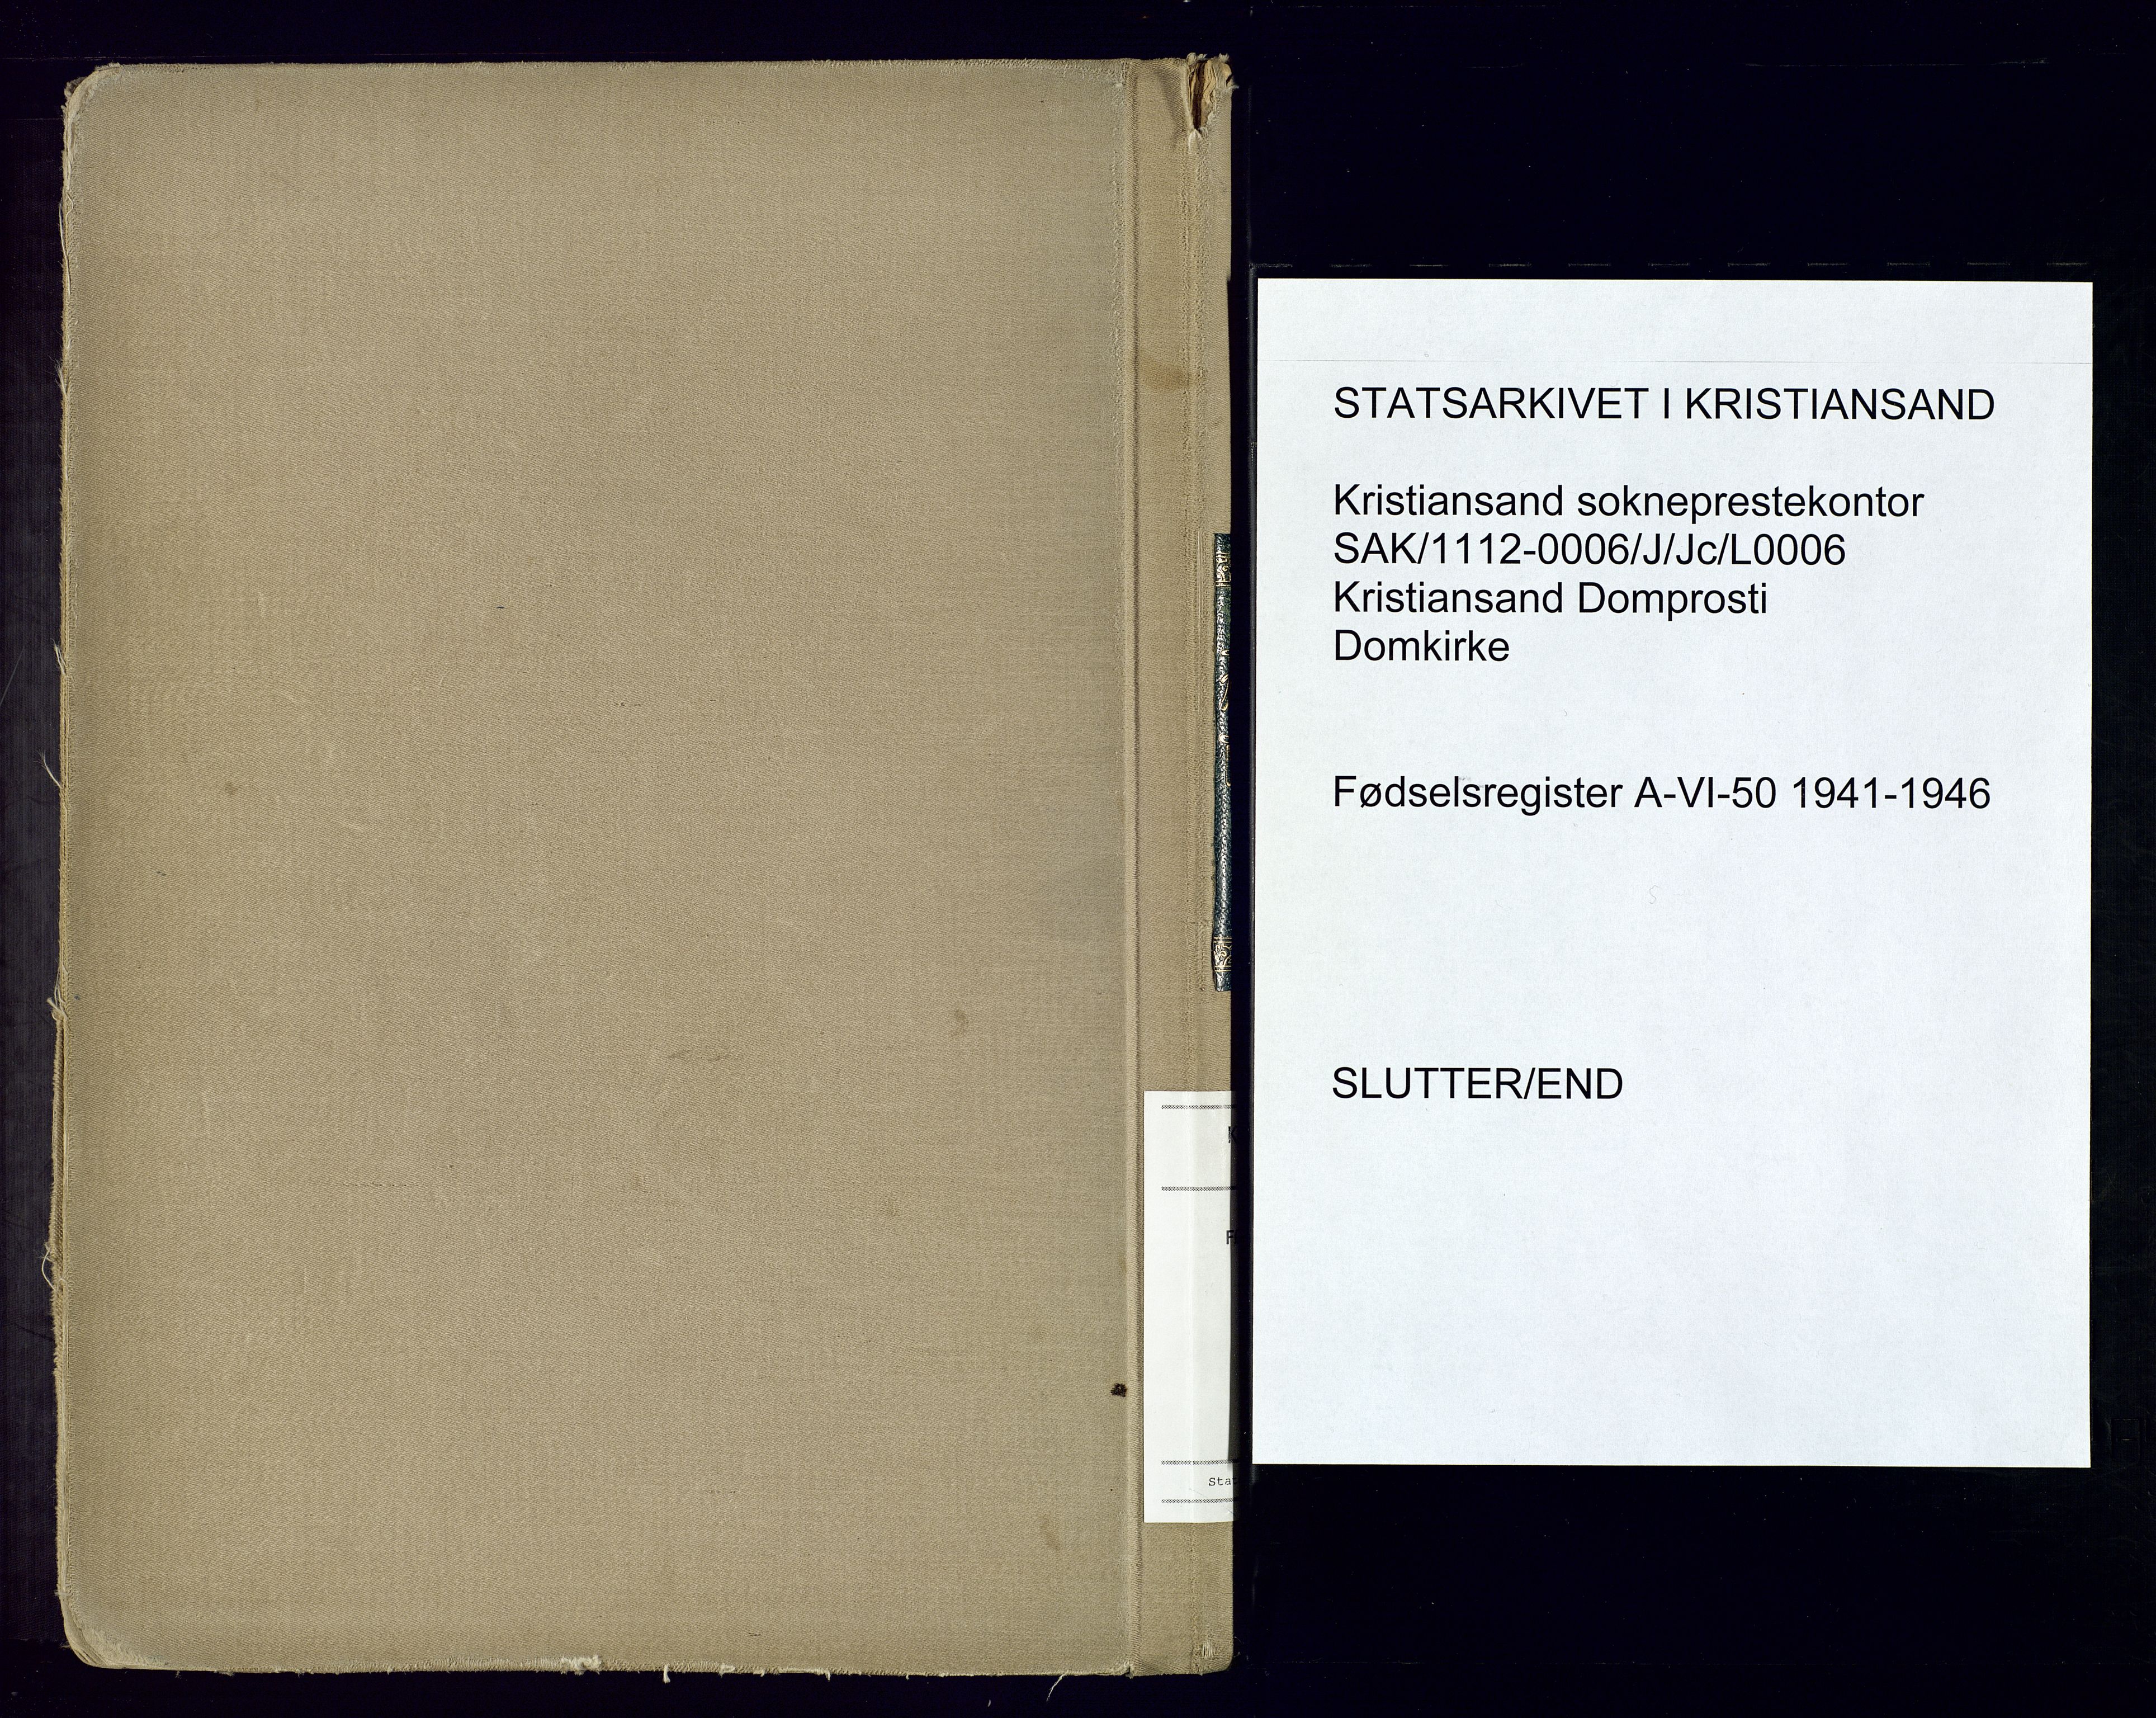 STATSARKIVET I KRISTIANSAND
Kristiansand sokneprestekontor
SAK/1112-0006/J/Jc/L0006
Kristiansand Domprosti
Domkirke
Fødselsregister A-VI-50 1941-1946
SLUTTER/END